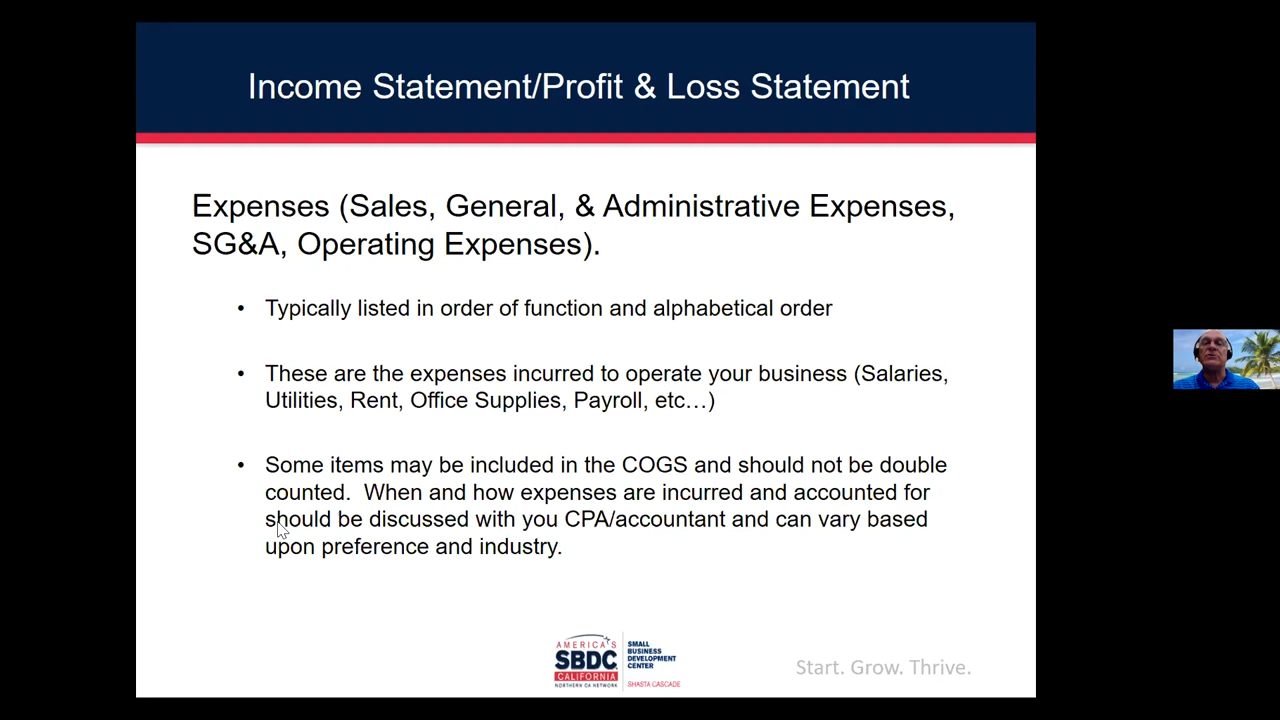 Income Statement/Profit & Loss Statement
Expenses (Sales, General, & Administrative Expenses,
SG&A, Operating Expenses).
• Typically listed in order of function and alphabetical order
• These are the expenses incurred to operate your business (Salaries,
Utilities, Rent, Office Supplies, Payroll, etc…)
• Some items may be included in the COGS and should not be double
counted. When and how expenses are incurred and accounted for
should be discussed with you CPA/accountant and can vary based
upon preference and industry.
AMERICA'S
SBDC
CALIFORNIA
NORTHERN CA NETWORK
SMALL
BUSINESS
DEVELOPMENT
CENTER
SHASTA CASCADE
Start. Grow. Thrive.